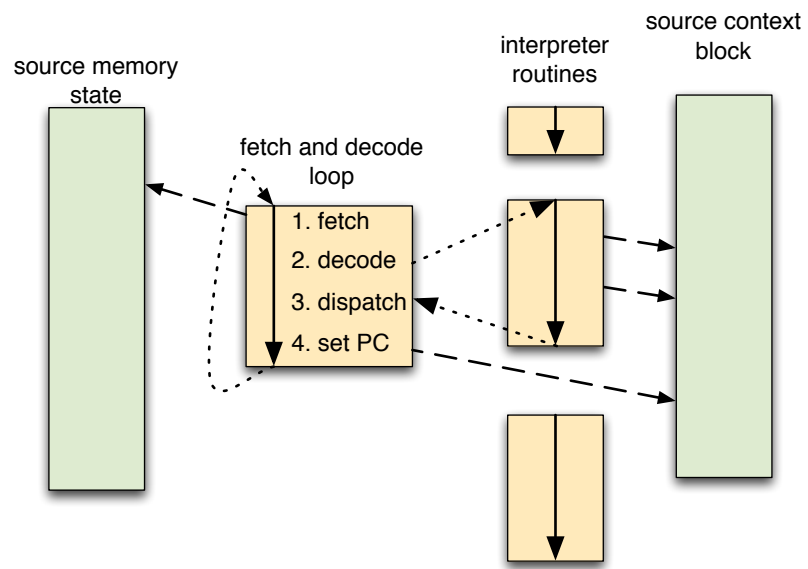 source memory
state
fetch and decode
loop
1. fetch
2. decode
3. dispatch
4. set PC
interpreter
routines
source context
block